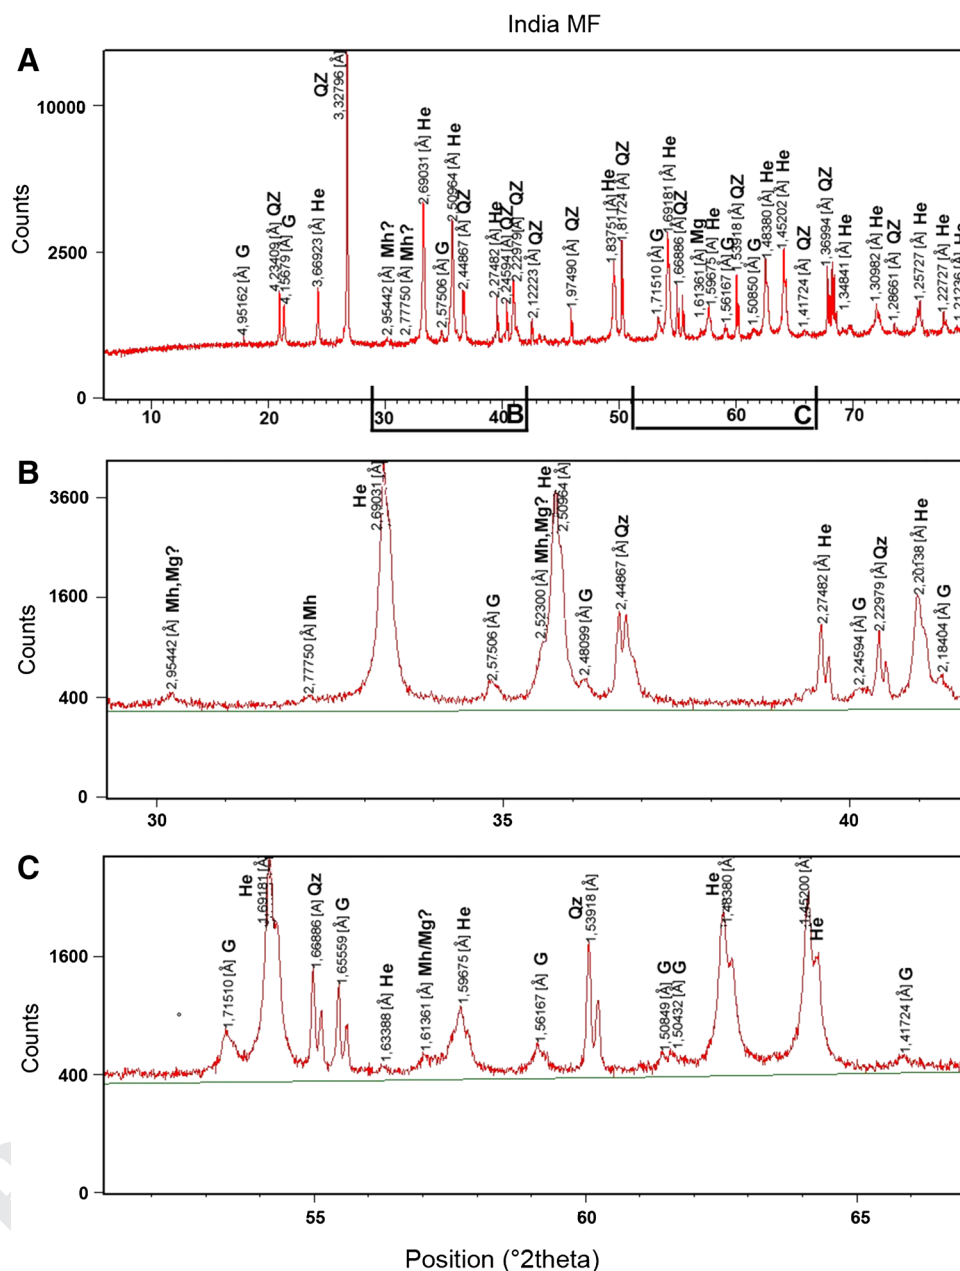 India MF
A
Counts
10000
2500
0
4,95162 [Å] G
4,23409 [Å] QZ
4,15679 [Å] G
3,66923 [Å] He
3,32796 [Å] QZ
2,95442 [Å] Mh?
2,77750 [Å] Mh?
2,69031 [Å] He
2,57506 [Å] G
2,50964 [Å] He
2,44867 [Å] QZ
2,27482 [Å] He
2,24594 [Å] QZ
2,22979 [Å] QZ
2,12223 [Å] QZ
1,97490 [Å] QZ
1,83751 [Å] He
1,81724 [Å] QZ
1,71510 [Å] G
1,69181 [Å] He
1,66886 [Å] QZ
1,61361 [Å] Mg
1,59675 [Å] He
1,56167 [Å] G
1,53918 [Å] QZ
1,50850 [Å] G
1,48380 [Å] He
1,45202 [Å] He
1,41724 [Å] QZ
1,36994 [Å] QZ
1,34841 [Å] He
1,30982 [Å] He
1,28661 [Å] QZ
1,25727 [Å] He
1,22727 [Å] He
1,21236 [Å] He
10 20 30 40 B 50 60 C 70
B
Counts
3600
1600
400
0
2,95442 [Å] Mh,Mg?
2,77750 [Å] Mh
He 2,69031 [Å]
2,57506 [Å] G
2,52300 [Å] Mh,Mg? He
2,50964 [Å]
2,48099 [Å] G
2,44867 [Å] Qz
2,27482 [Å] He
2,24594 [Å] G
2,22979 [Å] Qz
2,20138 [Å] He
2,18404 [Å] G
30 35 40
C
Counts
1600
400
0
1,71510 [Å] G
He 1,69181 [Å]
1,66886 [Å] Qz
1,65559 [Å] G
1,63388 [Å] He
1,61361 [Å] Mh/Mg?
1,59675 [Å] He
1,56167 [Å] G
Qz 1,53918 [Å]
1,50849 [Å] G
1,50432 [Å] G
He 1,48380 [Å]
1,45200 [Å] He
1,41724 [Å] G
55 60 65
Position (°2theta)